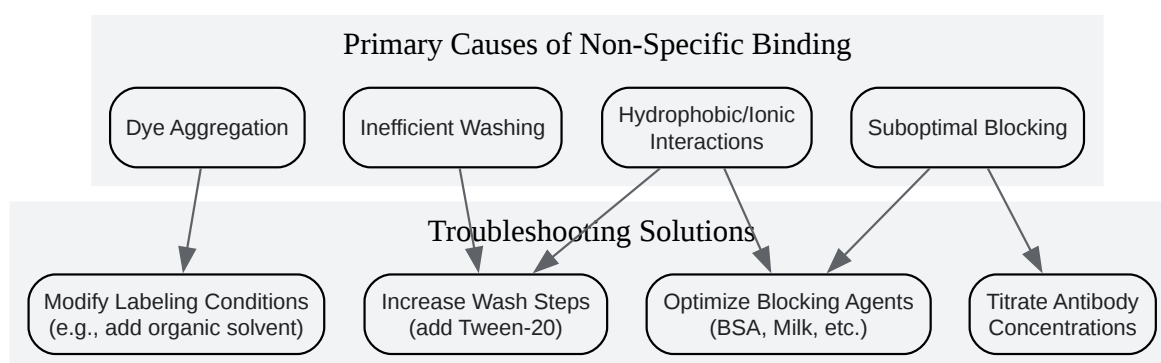 Primary Causes of Non-Specific Binding
Dye Aggregation
Inefficient Washing
Hydrophobic/Ionic
Interactions
Suboptimal Blocking
Troubleshooting Solutions
Modify Labeling Conditions
(e.g., add organic solvent)
Increase Wash Steps
(add Tween-20)
Optimize Blocking Agents
(BSA, Milk, etc.)
Titrate Antibody
Concentrations